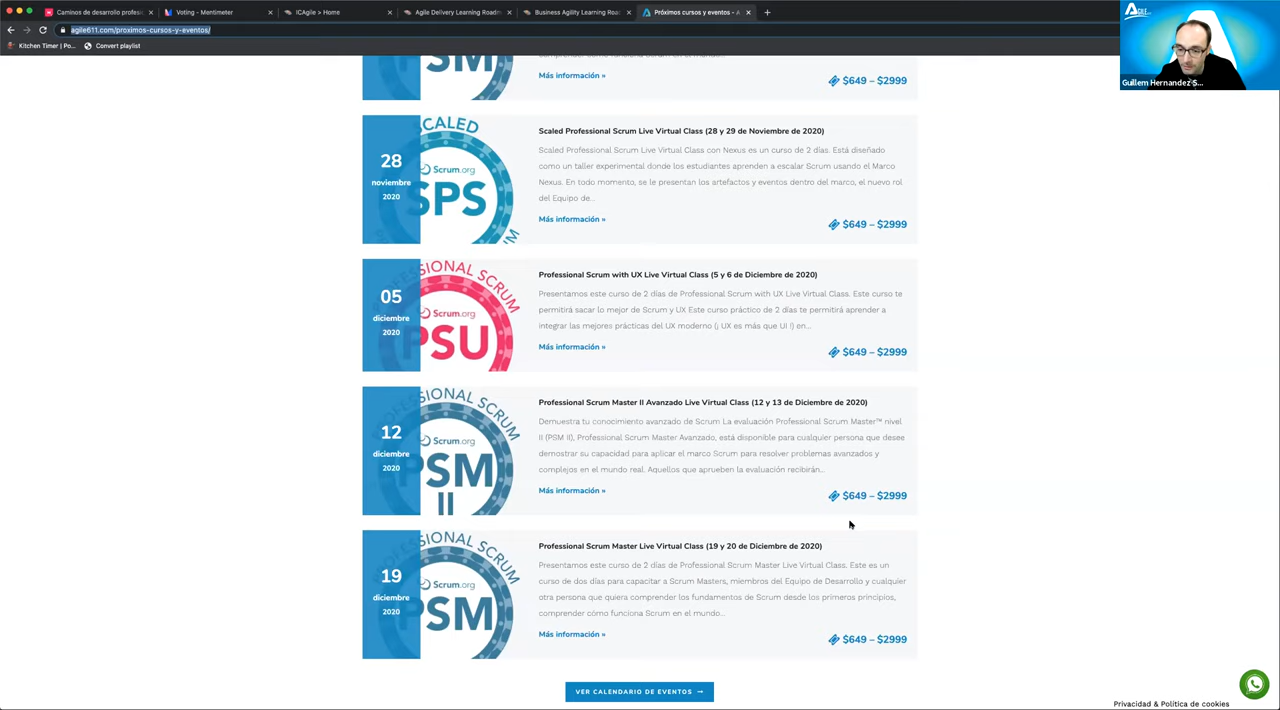 Caminos de desarrollo profesi
Voting - Mentimeter
ICAgile > Home
Agile Delivery Learning Roadm
Business Agility Learning Roa
Próximos cursos y eventos - A
agile611.com/proximos-cursos-y-eventos/
Kitchen Timer | Po...
Convert playlist
AGILE
Guillem Hernandez S...
PSM
Más información »
$649 – $2999
28
noviembre
2020
SCALED
Scrum.org
SPS
UM
Scaled Professional Scrum Live Virtual Class (28 y 29 de Noviembre de 2020)
Scaled Professional Scrum Live Virtual Class con Nexus es un curso de 2 días. Está diseñado
como un taller experimental donde los estudiantes aprenden a escalar Scrum usando el Marco
Nexus. En todo momento, se le presentan los artefactos y eventos dentro del marco, el nuevo rol
del Equipo de...
Más información »
$649 – $2999
05
diciembre
2020
PROFESSIONAL SCRUM
Scrum.org
PSU
Professional Scrum with UX Live Virtual Class (5 y 6 de Diciembre de 2020)
Presentamos este curso de 2 días de Professional Scrum with UX Live Virtual Class. Este curso te
permitirá sacar lo mejor de Scrum y UX Este curso práctico de 2 días te permitirá aprender a
integrar las mejores prácticas del UX moderno (¡ UX es más que UI !) en...
Más información »
$649 – $2999
12
diciembre
2020
PROFESSIONAL SCRUM
Scrum.org
PSM
II
Professional Scrum Master II Avanzado Live Virtual Class (12 y 13 de Diciembre de 2020)
Demuestra tu conocimiento avanzado de Scrum La evaluación Professional Scrum Master™ nivel
II (PSM II), Professional Scrum Master Avanzado, está disponible para cualquier persona que desee
demostrar su capacidad para aplicar el marco Scrum para resolver problemas avanzados y
complejos en el mundo real. Aquellos que aprueben la evaluación recibirán...
Más información »
$649 – $2999
19
diciembre
2020
PROFESSIONAL SCRUM
Scrum.org
PSM
Professional Scrum Master Live Virtual Class (19 y 20 de Diciembre de 2020)
Presentamos este curso de 2 días de Professional Scrum Master Live Virtual Class. Este es un
curso de dos días para capacitar a Scrum Masters, miembros del Equipo de Desarrollo y cualquier
otra persona que quiera comprender los fundamentos de Scrum desde los primeros principios,
comprender cómo funciona Scrum en el mundo...
Más información »
$649 – $2999
VER CALENDARIO DE EVENTOS →
Privacidad & Política de cookies